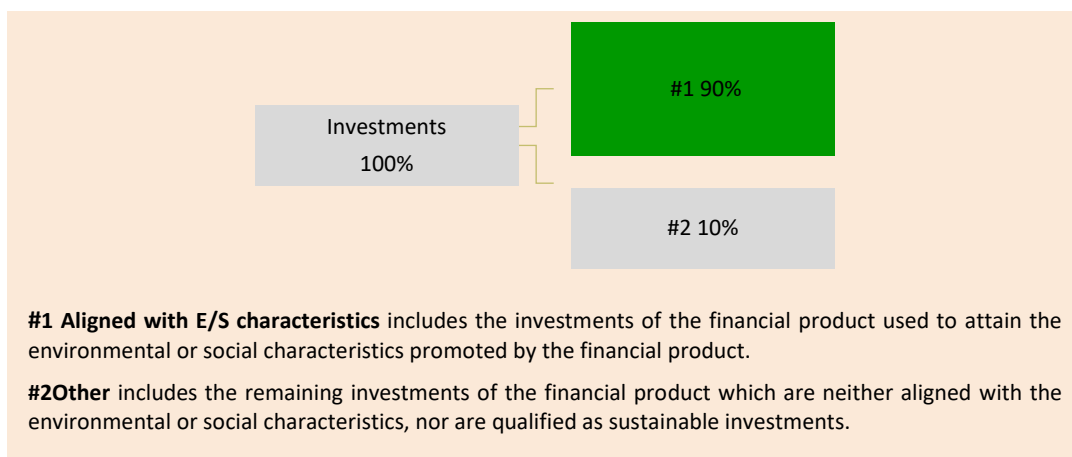 #1 90%
Investments
100%
#2 10%
#1 Aligned with E/S characteristics includes the investments of the financial product used to attain the
environmental or social characteristics promoted by the financial product.
#2Other includes the remaining investments of the financial product which are neither aligned with the
environmental or social characteristics, nor are qualified as sustainable investments.